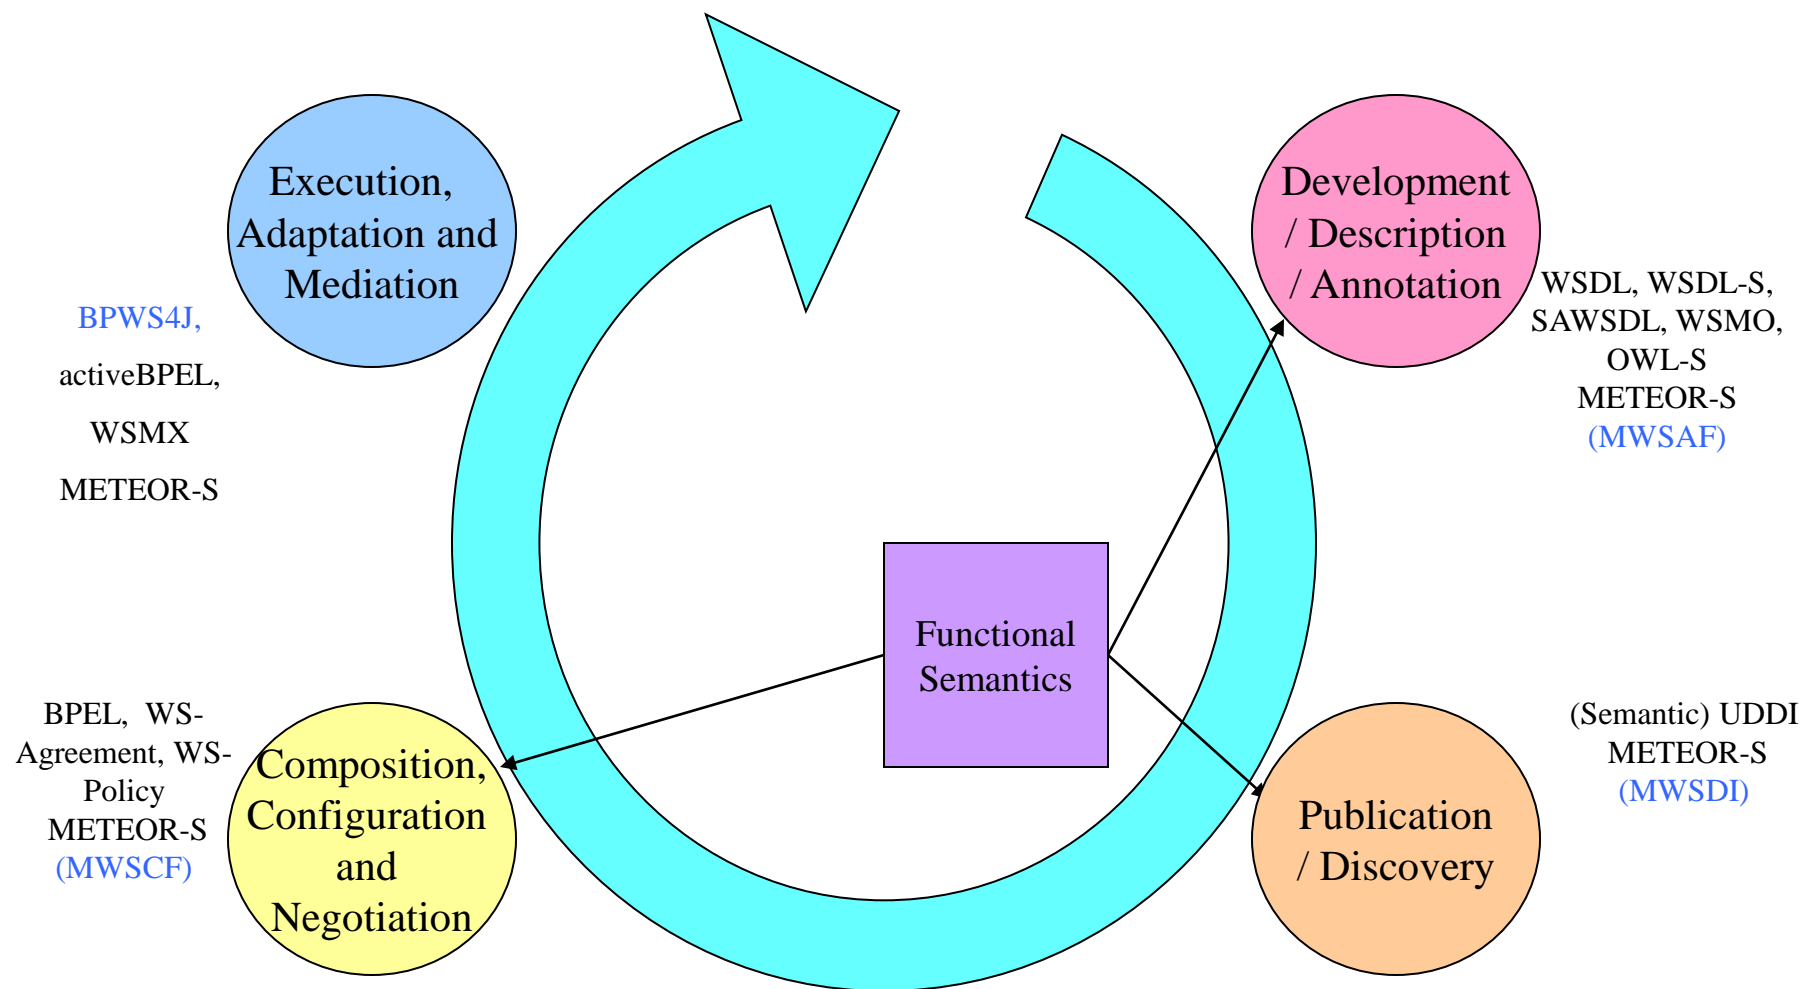 Execution,
Adaptation and
Mediation
BPWS4J,
activeBPEL,
WSMX
METEOR-S
Development
/ Description
/ Annotation
WSDL, WSDL-S,
SAWSDL, WSMO,
OWL-S
METEOR-S
(MWSAF)
Functional
Semantics
BPEL, WS-
Agreement, WS-
Policy
METEOR-S
(MWSCF)
Composition,
Configuration
and
Negotiation
Publication
/ Discovery
(Semantic) UDDI
METEOR-S
(MWSDI)